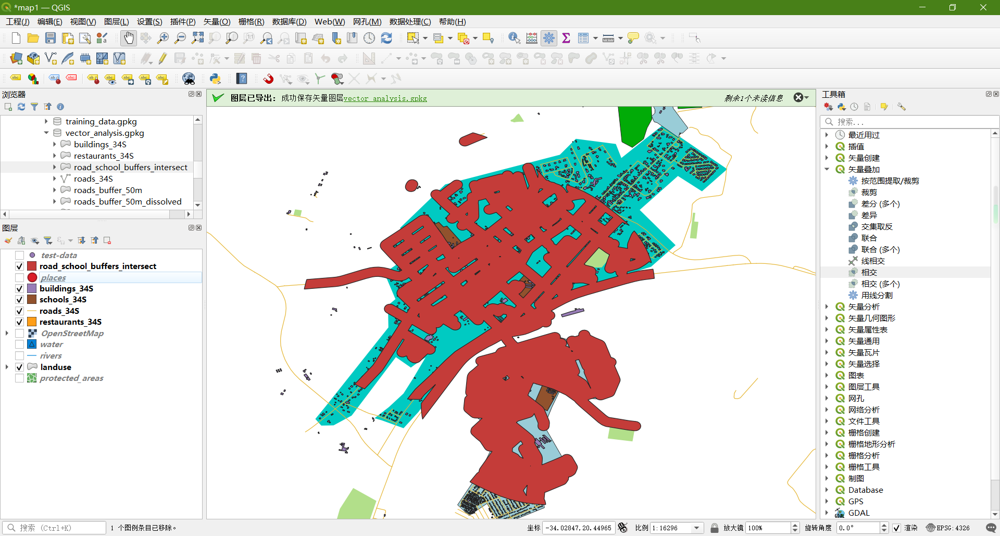 *map1 — QGIS
工程(J) 编辑(E) 视图(V) 图层(L) 设置(S) 插件(P) 矢量(O) 栅格(R) 数据库(D) Web(W) 网孔(M) 数据处理(C) 帮助(H)
浏览器
training_data.gpkg
vector_analysis.gpkg
buildings_34S
restaurants_34S
road_school_buffers_intersect
roads_34S
roads_buffer_50m
roads_buffer_50m_dissolved
图层
test-data
road_school_buffers_intersect
places
buildings_34S
schools_34S
roads_34S
restaurants_34S
OpenStreetMap
water
rivers
landuse
protected_areas
图层已导出：成功保存矢量图层vector_analysis.gpkg
剩余1个未读信息
工具箱
搜索...
最近用过
插值
矢量创建
矢量叠加
按范围提取/裁剪
裁剪
差分 (多个)
差异
交集取反
联合
联合 (多个)
线相交
相交
相交 (多个)
用线分割
矢量分析
矢量几何图形
矢量属性表
矢量通用
矢量瓦片
矢量选择
图表
图层工具
网孔
网络分析
文件工具
栅格创建
栅格地形分析
栅格分析
栅格工具
制图
Database
GPS
GDAL
搜索 (Ctrl+K)
1 个图例条目已移除。
坐标 -34.02847,20.44965
比例 1:16296
放大镜 100%
旋转角度 0.0°
渲染
EPSG:4326